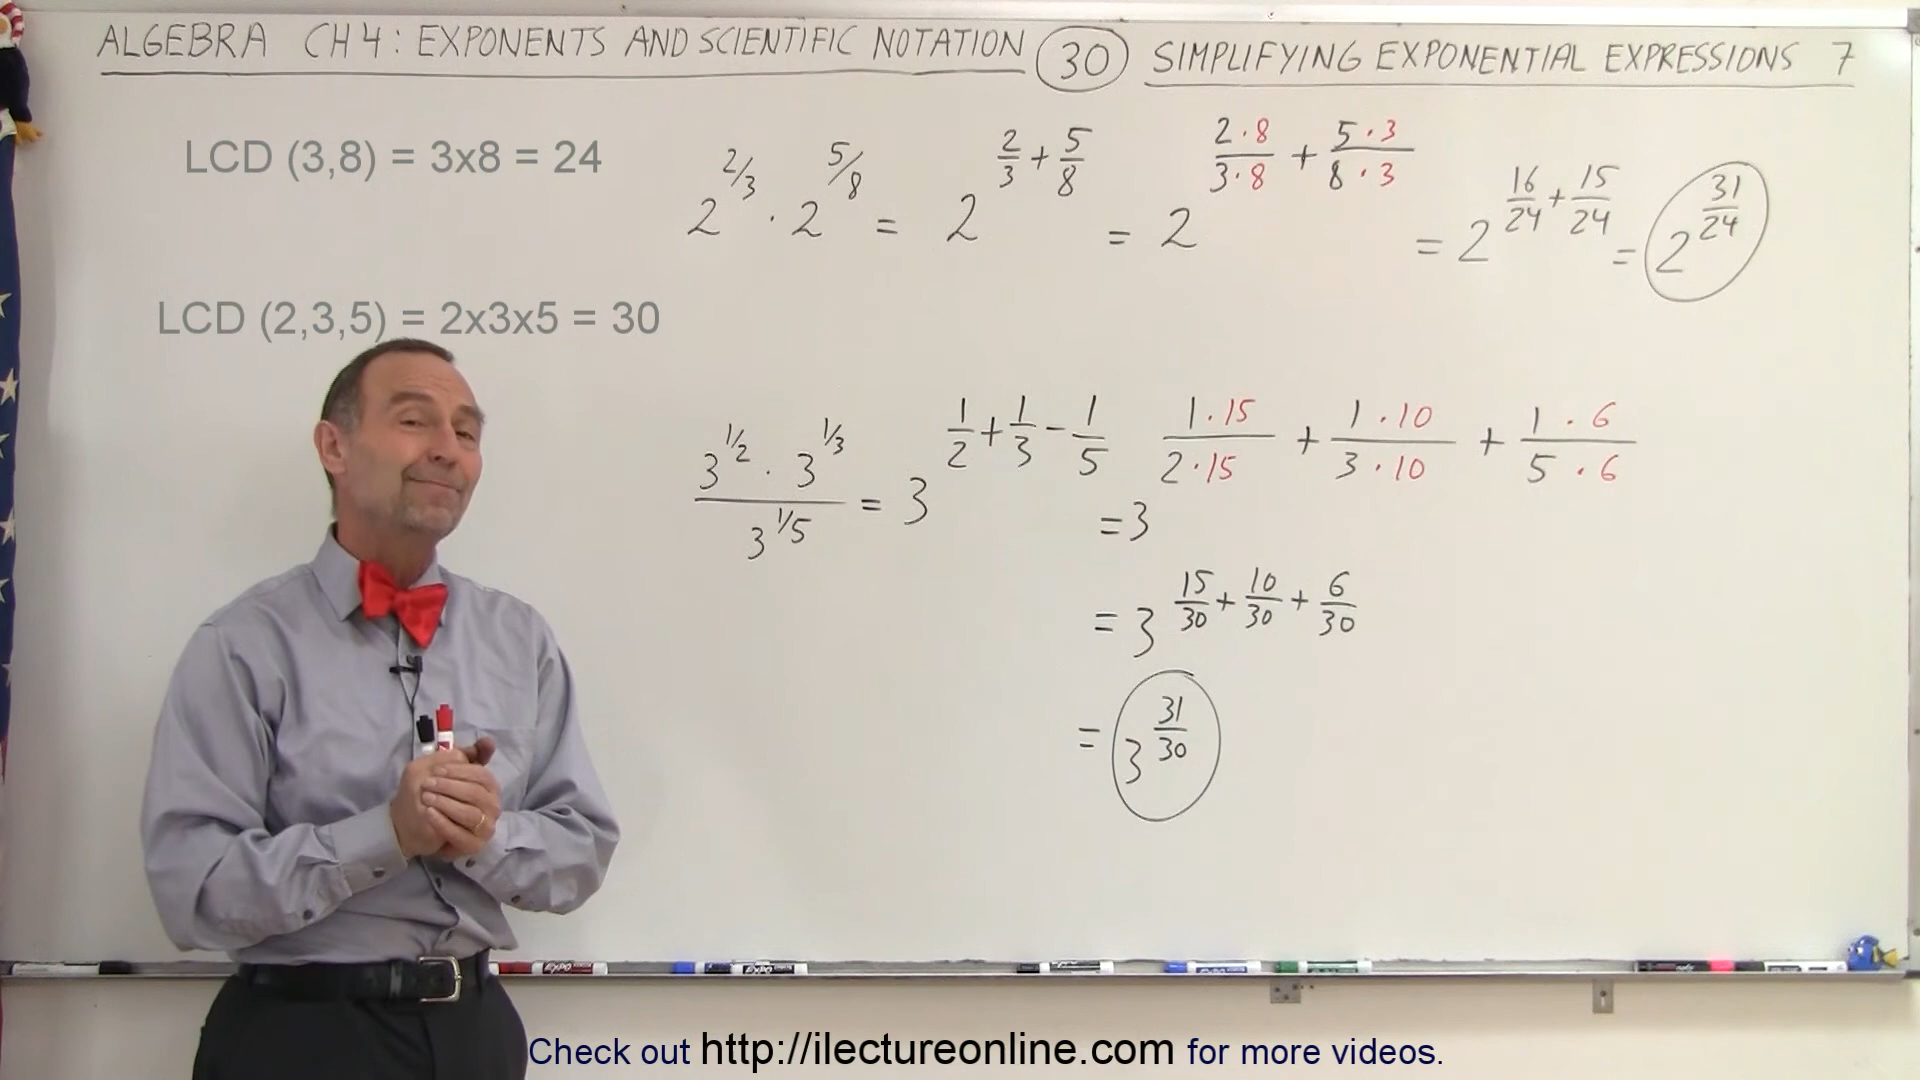 ALGEBRA CH 4: EXPONENTS AND SCIENTIFIC NOTATION (30) SIMPLIFYING EXPONENTIAL EXPRESSIONS 7
LCD (3,8) = 3x8 = 24
2^(2/3) · 2^(5/8) = 2^(2/3 + 5/8) = 2^((2·8)/(3·8) + (5·3)/(8·3)) = 2^(16/24 + 15/24) = 2^(31/24)
LCD (2,3,5) = 2x3x5 = 30
(3^(1/2) · 3^(1/3)) / 3^(1/5) = 3^(1/2 + 1/3 - 1/5) = 3^((1·15)/(2·15) + (1·10)/(3·10) + (1·6)/(5·6))
= 3^(15/30 + 10/30 + 6/30)
= 3^(31/30)
EXPO
Check out http://ilectureonline.com for more videos.